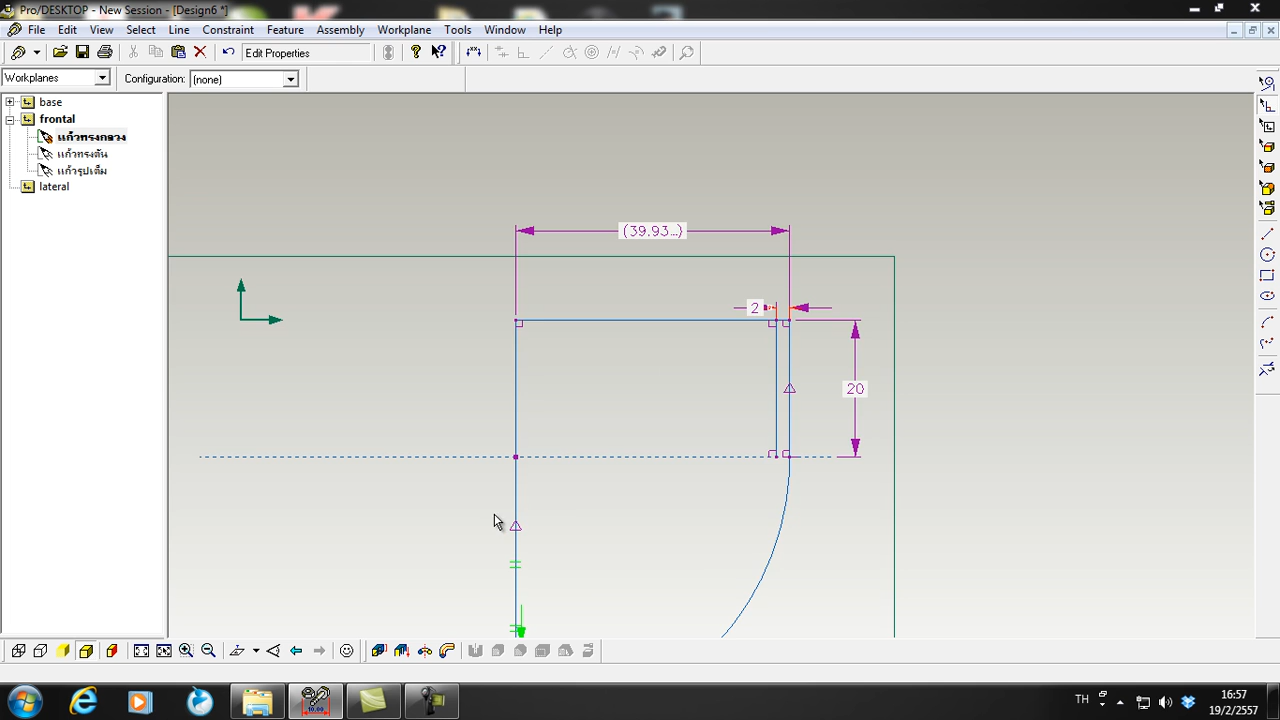 Pro/DESKTOP - New Session - [Design6 *]
File Edit View Select Line Constraint Feature Assembly Workplane Tools Window Help
Edit Properties
Workplanes
Configuration: (none)
base
frontal
แก้วทรงกลวง
แก้วทรงตัน
แก้วรูปเต็ม
lateral
(39.93...)
2
20
TH
16:57
19/2/2557